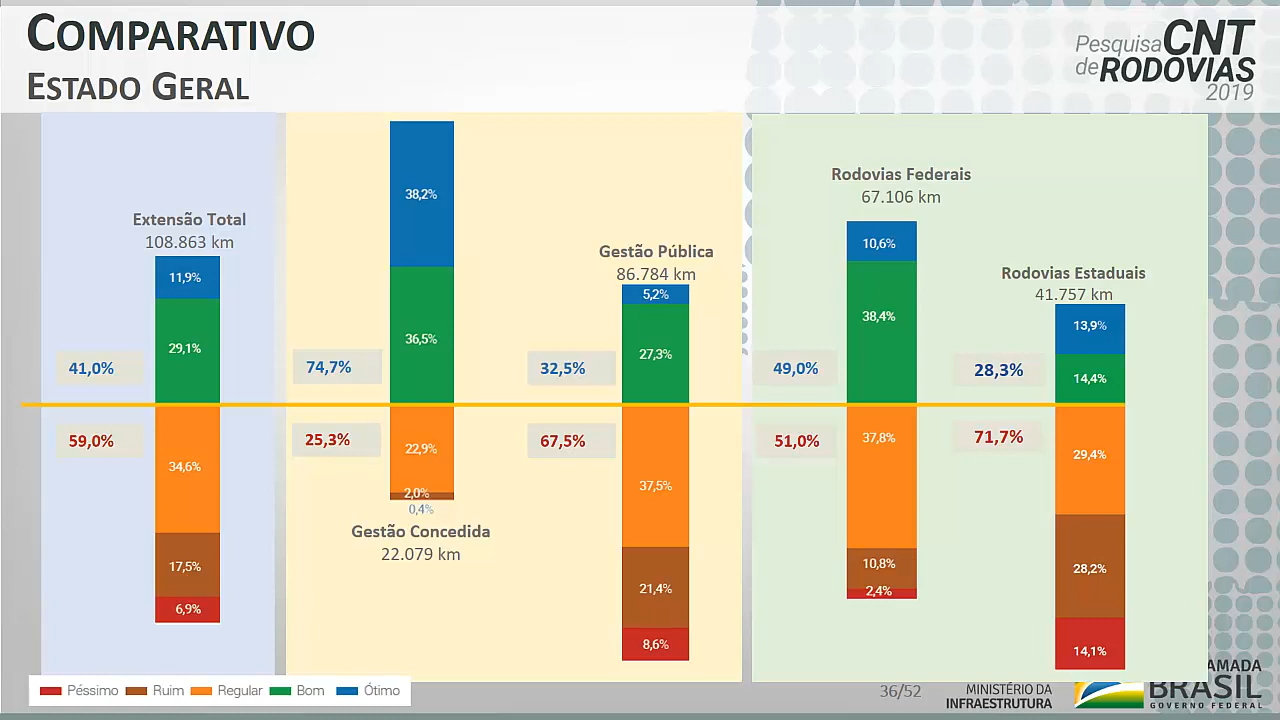 COMPARATIVO
ESTADO GERAL
Pesquisa CNT
de RODOVIAS
2019
Extensão Total
108.863 km
11,9%
29,1%
41,0%
59,0%
34,6%
17,5%
6,9%
38,2%
36,5%
74,7%
25,3%
22,9%
2,0%
0,4%
Gestão Concedida
22.079 km
Gestão Pública
86.784 km
5,2%
27,3%
32,5%
67,5%
37,5%
21,4%
8,6%
Rodovias Federais
67.106 km
10,6%
38,4%
49,0%
51,0%
37,8%
10,8%
2,4%
Rodovias Estaduais
41.757 km
13,9%
14,4%
28,3%
71,7%
29,4%
28,2%
14,1%
Péssimo Ruim Regular Bom Ótimo
36/52
MINISTÉRIO DA
INFRAESTRUTURA
AMADA
BRASIL
GOVERNO FEDERAL